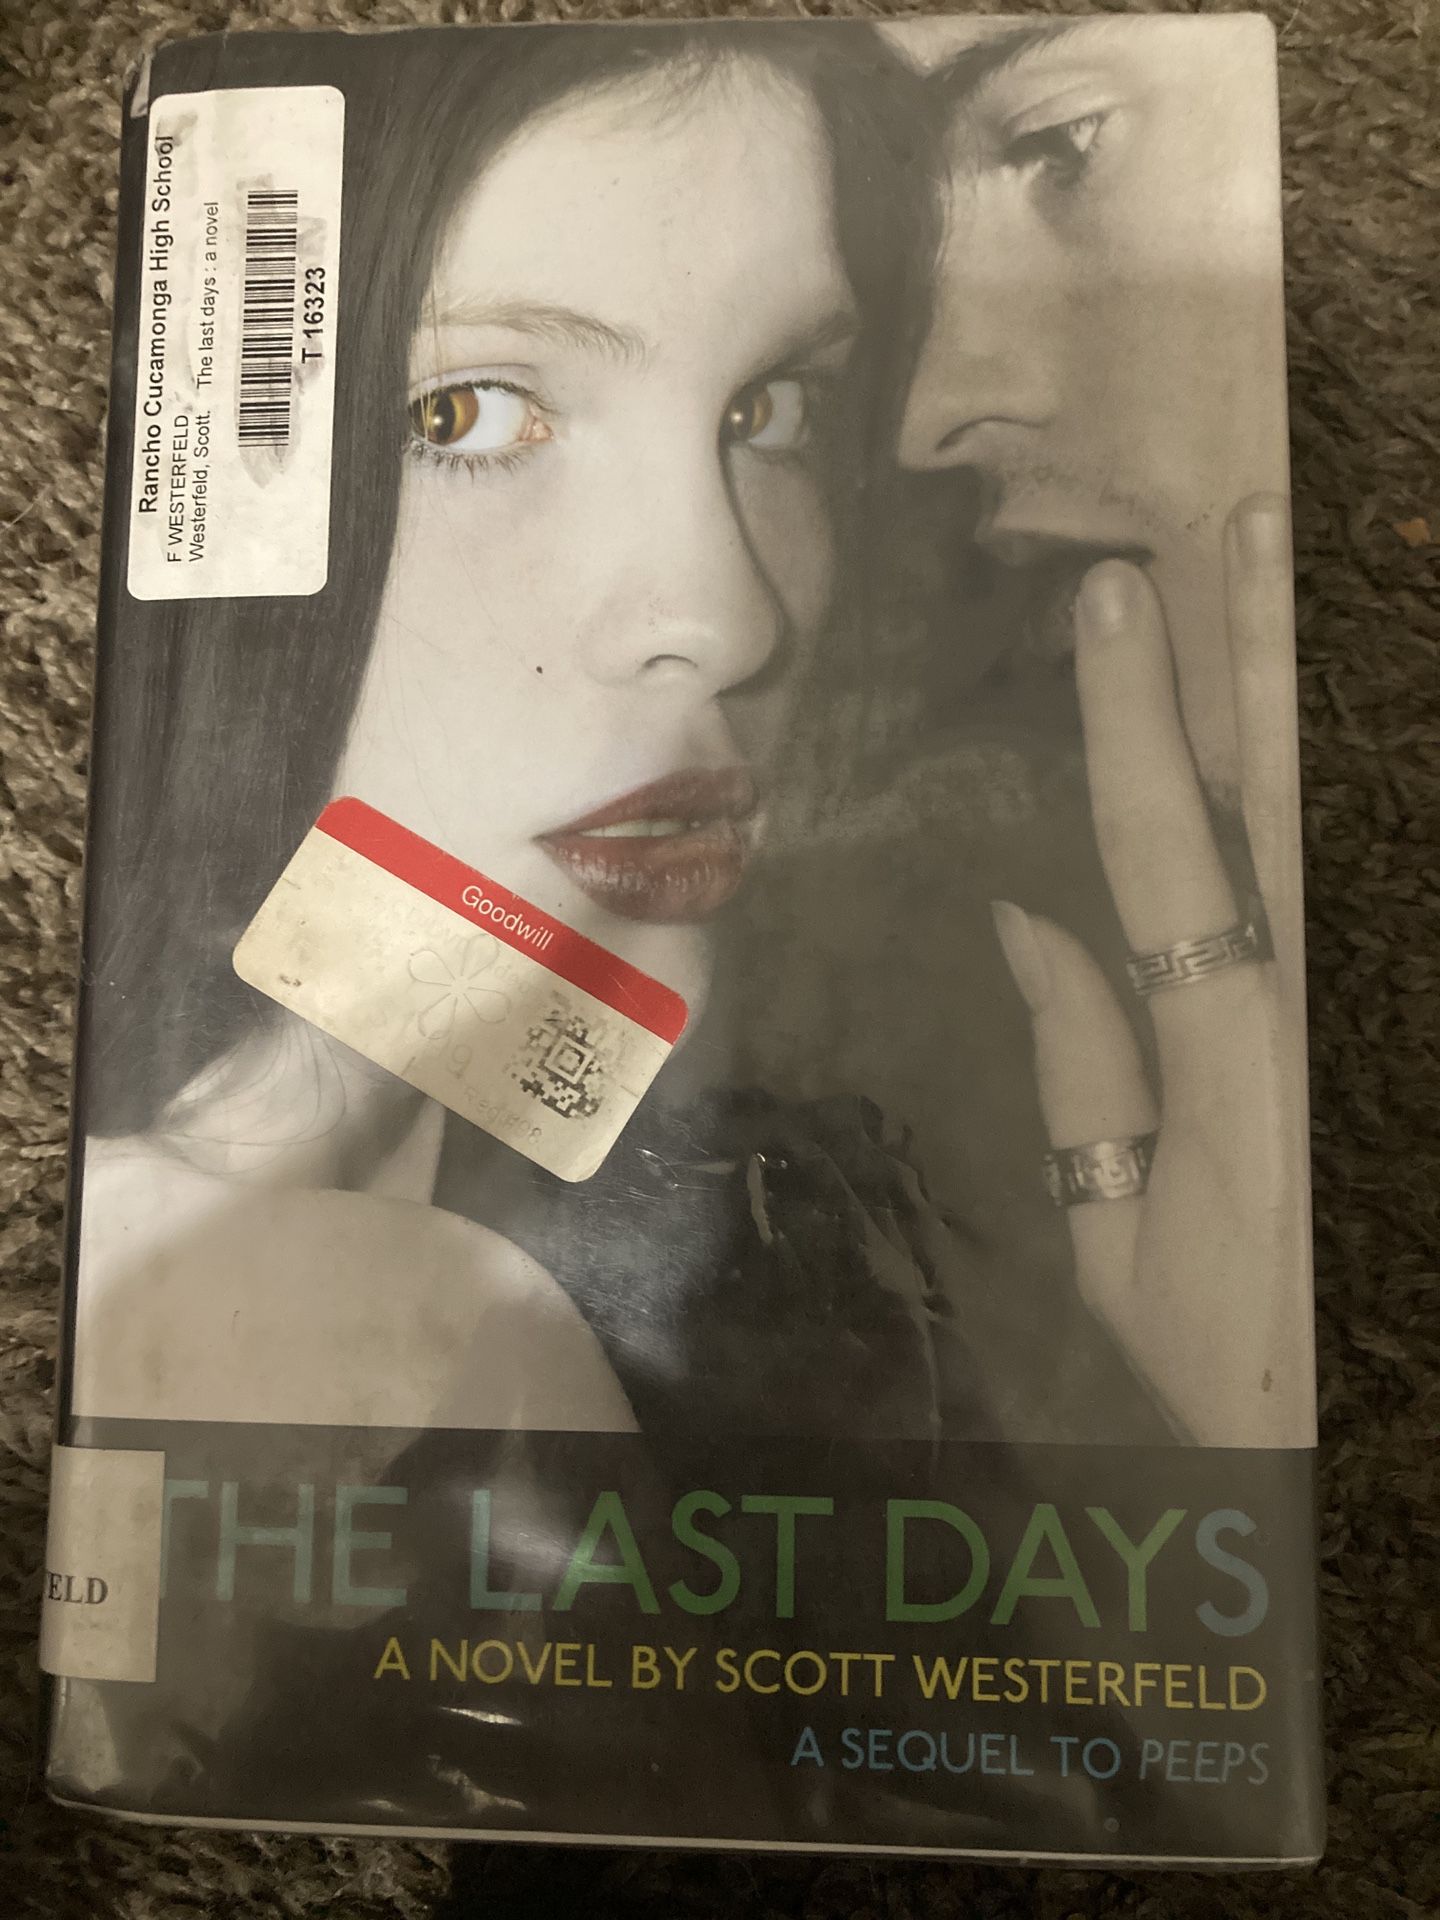 Rancho Cucamonga High School
F WESTERFELD
Westerfeld, Scott. The last days : a novel
T 16323
Goodwill
THE LAST DAYS
ELD
A NOVEL BY SCOTT WESTERFELD
A SEQUEL TO PEEPS